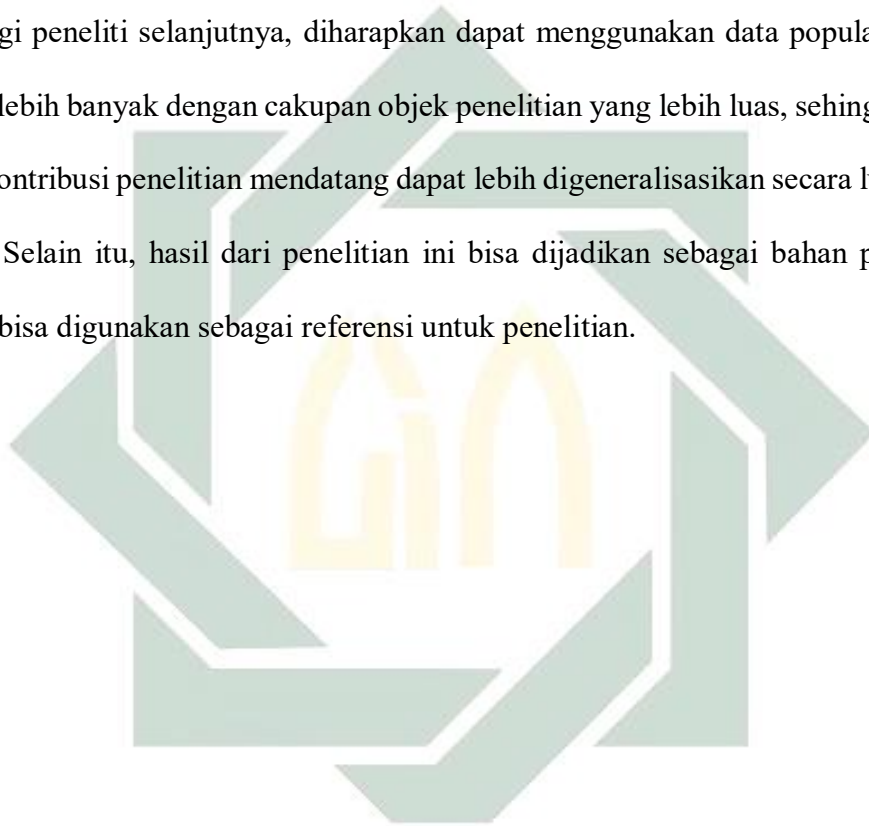 gi peneliti selanjutnya, diharapkan dapat menggunakan data popula
lebih banyak dengan cakupan objek penelitian yang lebih luas, sehing
ontribusi penelitian mendatang dapat lebih digeneralisasikan secara l
Selain itu, hasil dari penelitian ini bisa dijadikan sebagai bahan p
bisa digunakan sebagai referensi untuk penelitian.